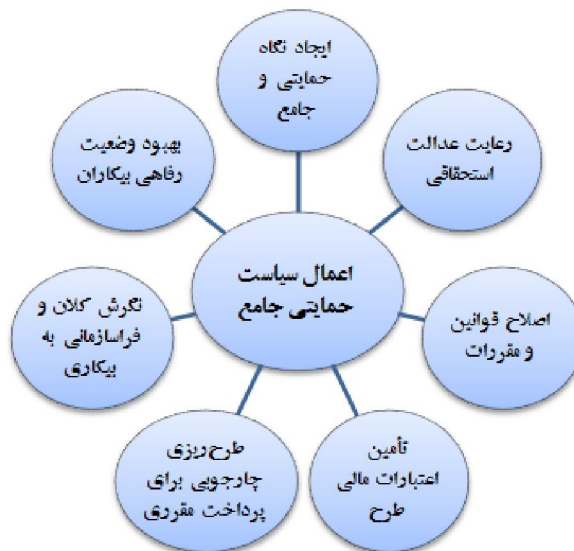 ایجاد نگاه
حمایتی و
جامع
رعایت عدالت
استحقاقی
اصلاح قوانین
و مقررات
تأمین
اعتبارات مالی
طرح
طرح‌ریزی
چارچوبی برای
پرداخت مقرری
نگرش کلان و
فراسازمانی به
بیکاری
بهبود وضعیت
رفاهی بیکاران
اعمال سیاست
حمایتی جامع